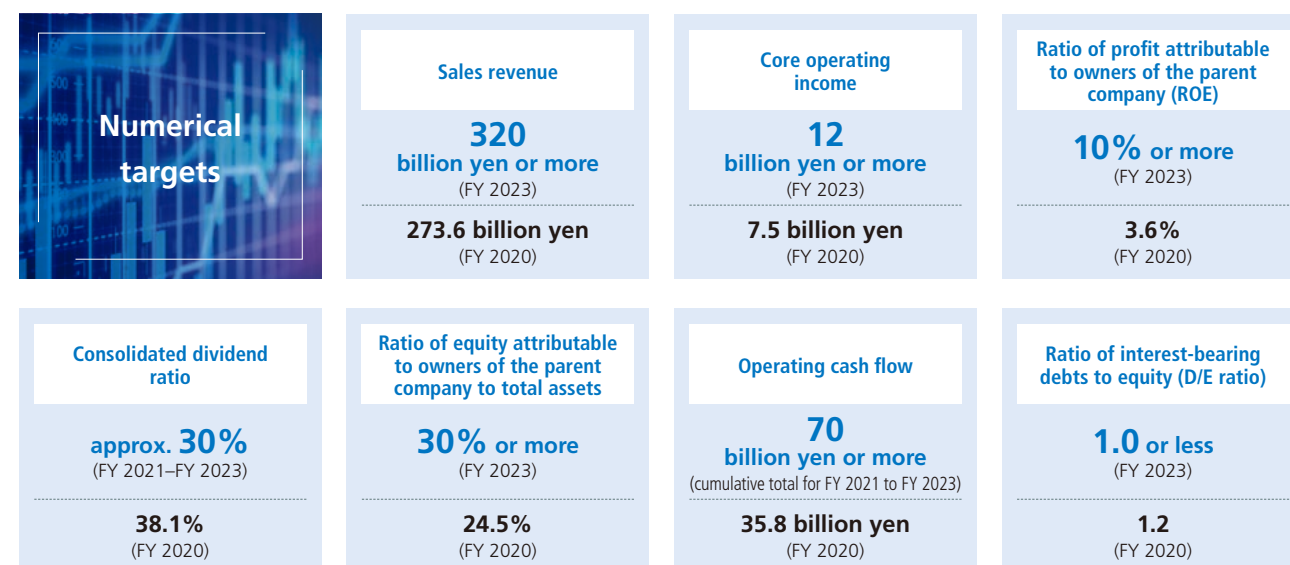 Numerical
targets
Sales revenue
320
billion yen or more
(FY 2023)
273.6 billion yen
(FY 2020)
Core operating
income
12
billion yen or more
(FY 2023)
7.5 billion yen
(FY 2020)
Ratio of profit attributable
to owners of the parent
company (ROE)
10% or more
(FY 2023)
3.6%
(FY 2020)
Consolidated dividend
ratio
approx. 30%
(FY 2021–FY 2023)
38.1%
(FY 2020)
Ratio of equity attributable
to owners of the parent
company to total assets
30% or more
(FY 2023)
24.5%
(FY 2020)
Operating cash flow
70
billion yen or more
(cumulative total for FY 2021 to FY 2023)
35.8 billion yen
(FY 2020)
Ratio of interest-bearing
debts to equity (D/E ratio)
1.0 or less
(FY 2023)
1.2
(FY 2020)